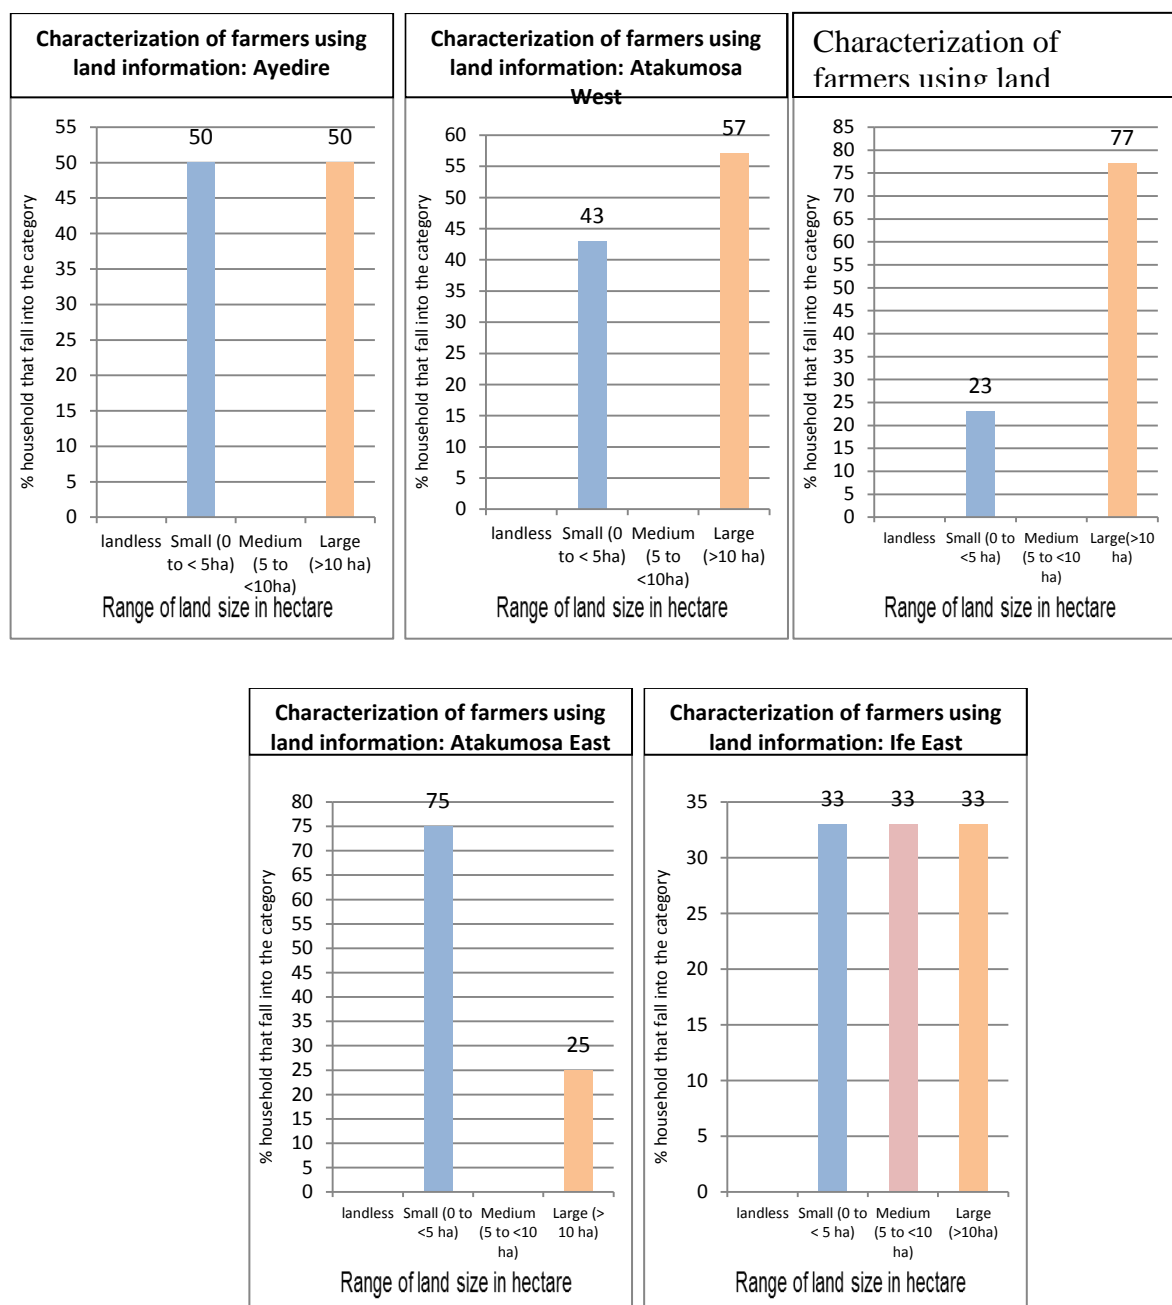 Characterization of farmers using
land information: Ayedire
% household that fall into the category
55
50
45
40
35
30
25
20
15
10
5
0
50
50
landless
Small (0
to < 5ha)
Medium
(5 to
<10ha)
Large
(>10 ha)
Range of land size in hectare
Characterization of farmers using
land information: Atakumosa
West
% household that fall into the category
60
55
50
45
40
35
30
25
20
15
10
5
0
43
57
landless
Small (0
to < 5ha)
Medium
(5 to
<10ha)
Large
(>10 ha)
Range of land size in hectare
Characterization of
farmers using land
% household that fall into the category
85
80
75
70
65
60
55
50
45
40
35
30
25
20
15
10
5
0
23
77
landless
Small (0 to
<5 ha)
Medium
(5 to <10
ha)
Large(>10
ha)
Range of land size in hectare
Characterization of farmers using
land information: Atakumosa East
% household that fall into the category
80
75
70
65
60
55
50
45
40
35
30
25
20
15
10
5
0
75
25
landless
Small (0 to
<5 ha)
Medium
(5 to <10
ha)
Large (>
10 ha)
Range of land size in hectare
Characterization of farmers using
land information: Ife East
% household that fall into the category
35
30
25
20
15
10
5
0
33
33
33
landless
Small (0 to
< 5 ha)
Medium
(5 to <10
ha)
Large
(>10ha)
Range of land size in hectare